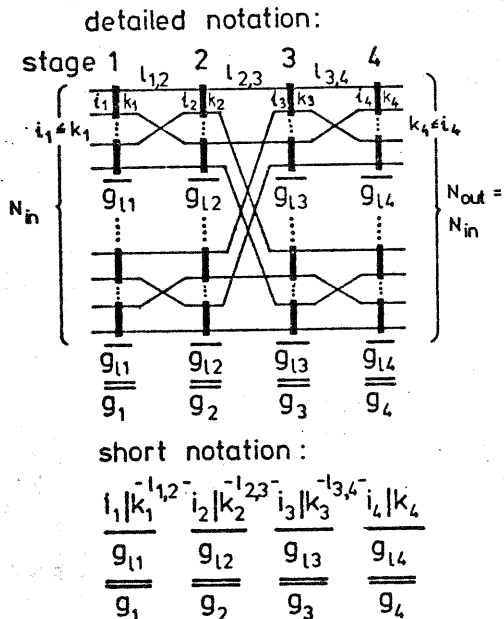 detailed notation:
stage 1 2 3 4
l1,2 l2,3 l3,4
i1 k1 i2 k2 i3 k3 i4 k4
i1 ≤ k1
k4 ≤ i4
gl1 gl2 gl3 gl4
Nin
Nout =
Nin
gl1 gl2 gl3 gl4
g1 g2 g3 g4
short notation:
i1|k1 -l1,2- i2|k2 -l2,3- i3|k3 -l3,4- i4|k4
gl1 gl2 gl3 gl4
g1 g2 g3 g4